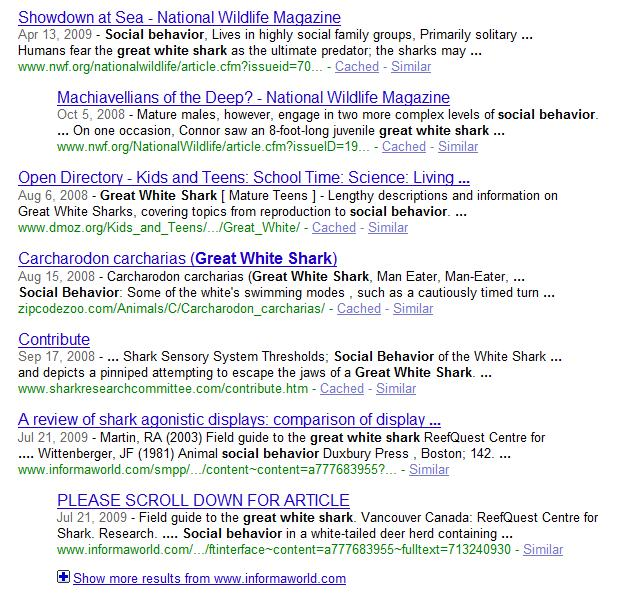 Showdown at Sea - National Wildlife Magazine
Apr 13, 2009 - Social behavior, Lives in highly social family groups, Primarily solitary ...
Humans fear the great white shark as the ultimate predator; the sharks may ...
www.nwf.org/nationalwildlife/article.cfm?issueid=70... - Cached - Similar
Machiavellians of the Deep? - National Wildlife Magazine
Oct 5, 2008 - Mature males, however, engage in two more complex levels of social behavior.
... On one occasion, Connor saw an 8-foot-long juvenile great white shark ...
www.nwf.org/NationalWildlife/article.cfm?issueID=19... - Cached - Similar
Open Directory - Kids and Teens: School Time: Science: Living ...
Aug 6, 2008 - Great White Shark [ Mature Teens ] - Lengthy descriptions and information on
Great White Sharks, covering topics from reproduction to social behavior. ...
www.dmoz.org/Kids_and_Teens/.../Great_White/ - Cached - Similar
Carcharodon carcharias (Great White Shark)
Aug 15, 2008 - Carcharodon carcharias (Great White Shark, Man Eater, Man-Eater, ...
Social Behavior: Some of the white's swimming modes , such as a cautiously timed turn ...
zipcodezoo.com/Animals/C/Carcharodon_carcharias/ - Cached - Similar
Contribute
Sep 17, 2008 - ... Shark Sensory System Thresholds; Social Behavior of the White Shark ...
and depicts a pinniped attempting to escape the jaws of a Great White Shark. ...
www.sharkresearchcommittee.com/contribute.htm - Cached - Similar
A review of shark agonistic displays: comparison of display ...
Jul 21, 2009 - Martin, RA (2003) Field guide to the great white shark ReefQuest Centre for
.... Wittenberger, JF (1981) Animal social behavior Duxbury Press , Boston; 142. ...
www.informaworld.com/smpp/.../content~content=a777683955?... - Similar
PLEASE SCROLL DOWN FOR ARTICLE
Jul 21, 2009 - Field guide to the great white shark. Vancouver Canada: ReefQuest Centre for
Shark. Research. .... Social behavior in a white-tailed deer herd containing ...
www.informaworld.com/.../ftinterface~content=a777683955~fulltext=713240930 - Similar
Show more results from www.informaworld.com